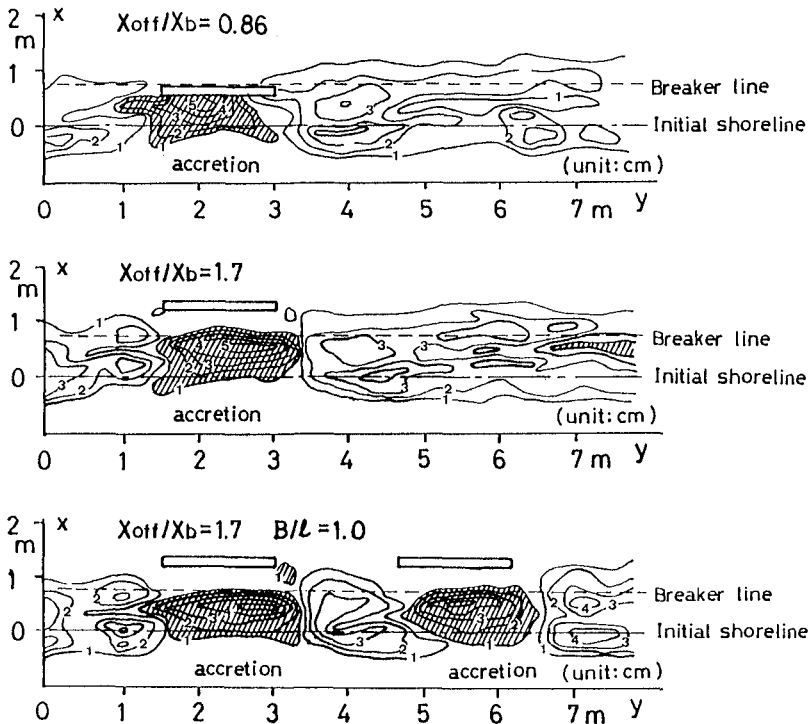 x Xoff/Xb = 0.86
2
m
1
0
Breaker line
Initial shoreline
accretion (unit: cm)
0 1 2 3 4 5 6 7 m y
x Xoff/Xb=1.7
2
m
1
0
Breaker line
Initial shoreline
accretion (unit: cm)
0 1 2 3 4 5 6 7 m y
x Xoff/Xb=1.7 B/l=1.0
2
m
1
0
Breaker line
Initial shoreline
accretion accretion (unit: cm)
0 1 2 3 4 5 6 7 m y